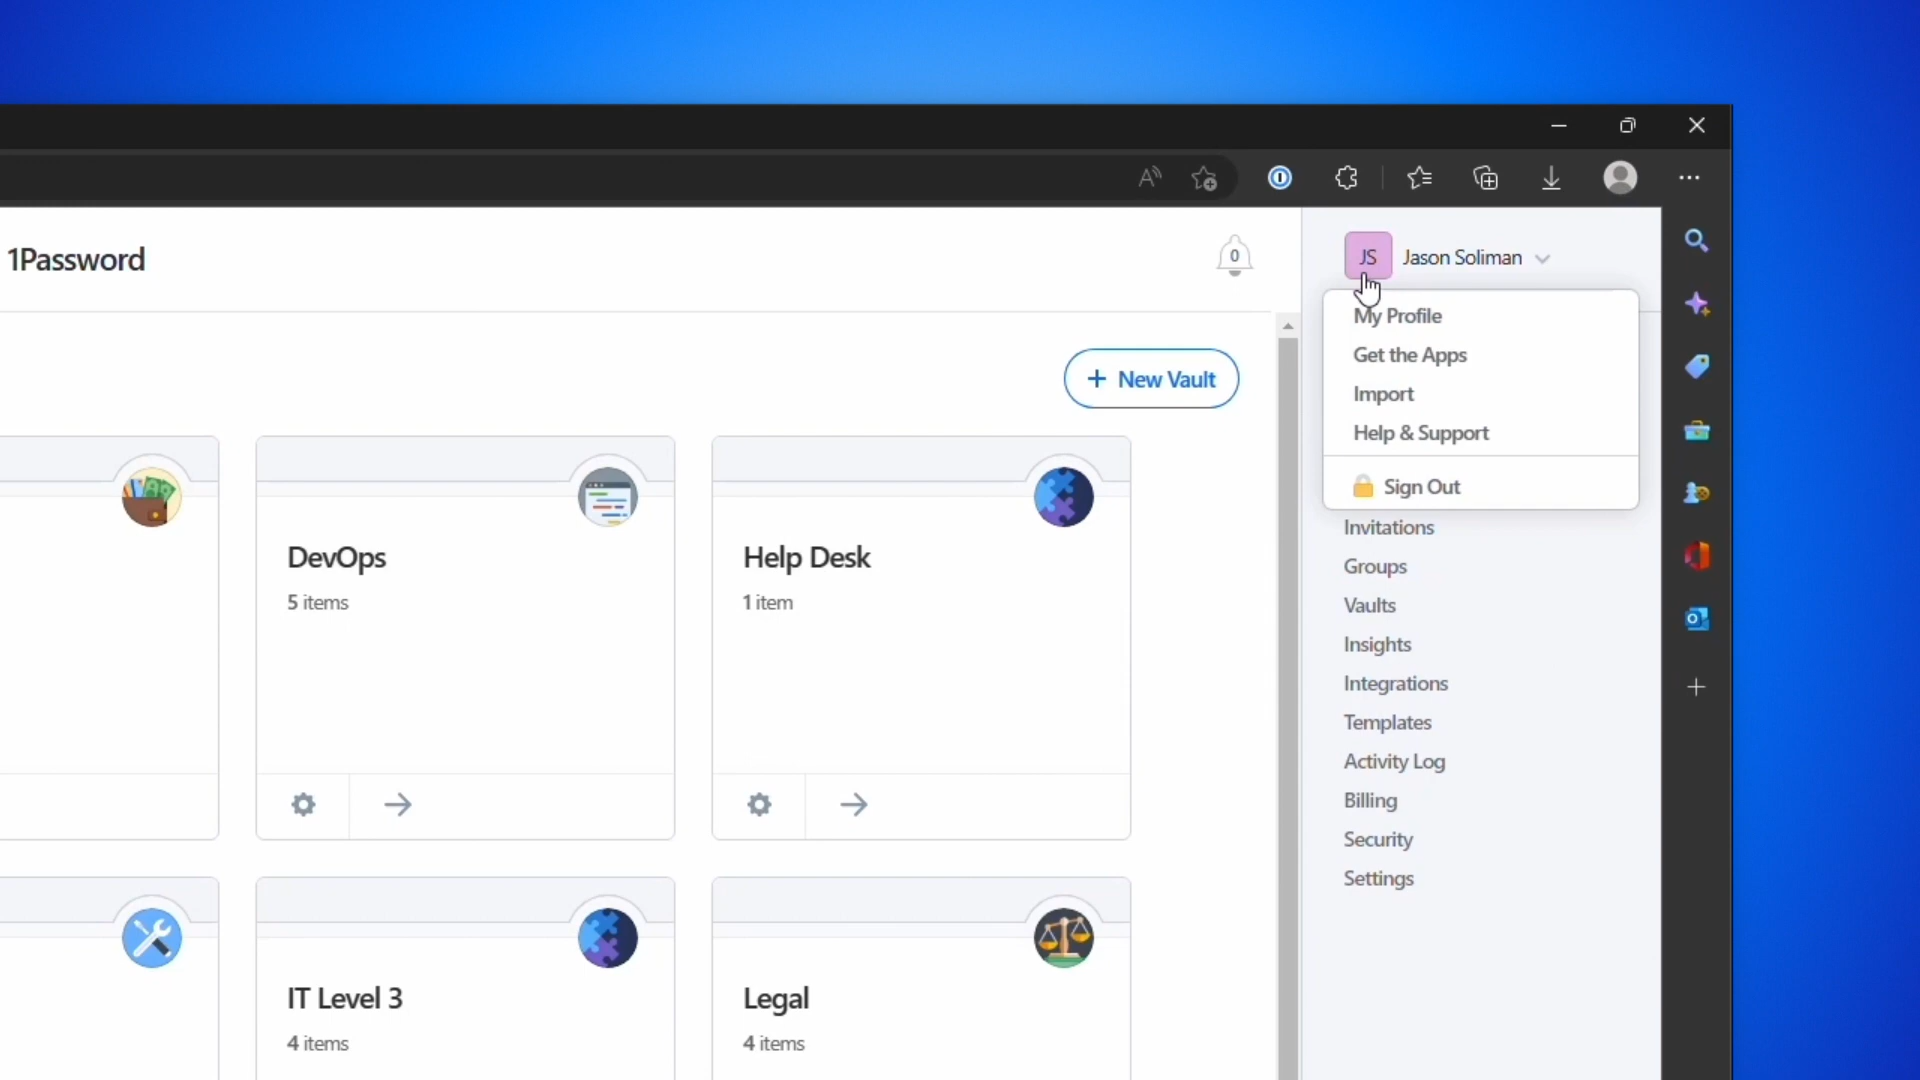 1Password
0
JS
Jason Soliman
My Profile
Get the Apps
Import
Help & Support
Sign Out
+ New Vault
DevOps
5 items
Help Desk
1 item
IT Level 3
4 items
Legal
4 items
Invitations
Groups
Vaults
Insights
Integrations
Templates
Activity Log
Billing
Security
Settings